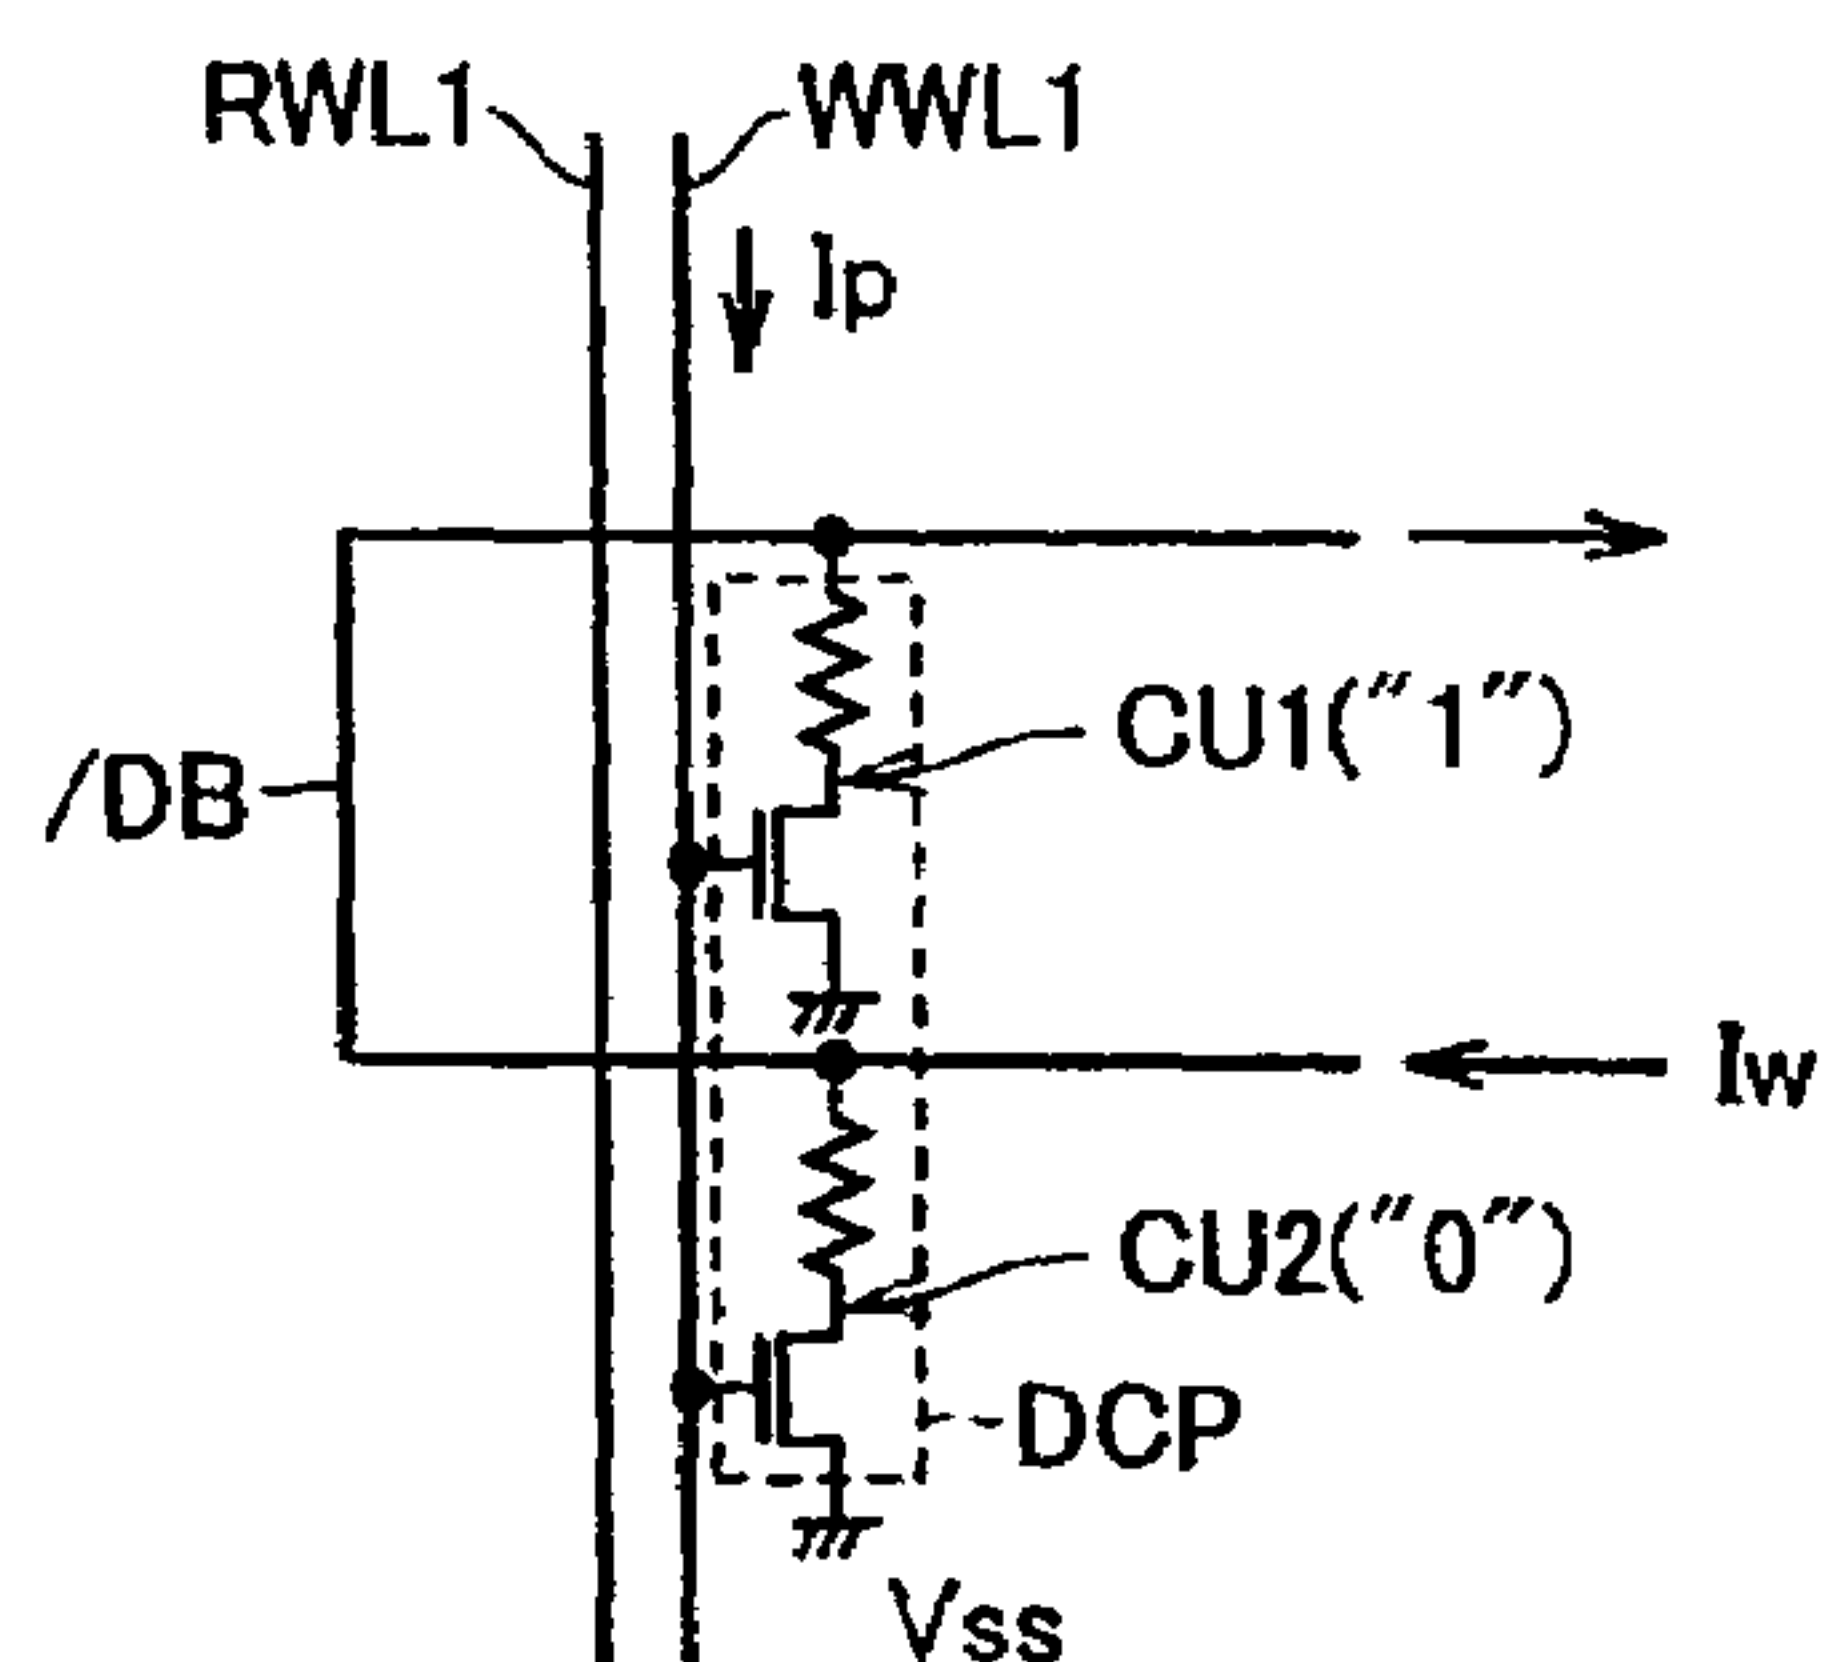 RWL1
WWL1
Ip
/DB
CU1("1")
Iw
CU2("0")
DCP
Vss